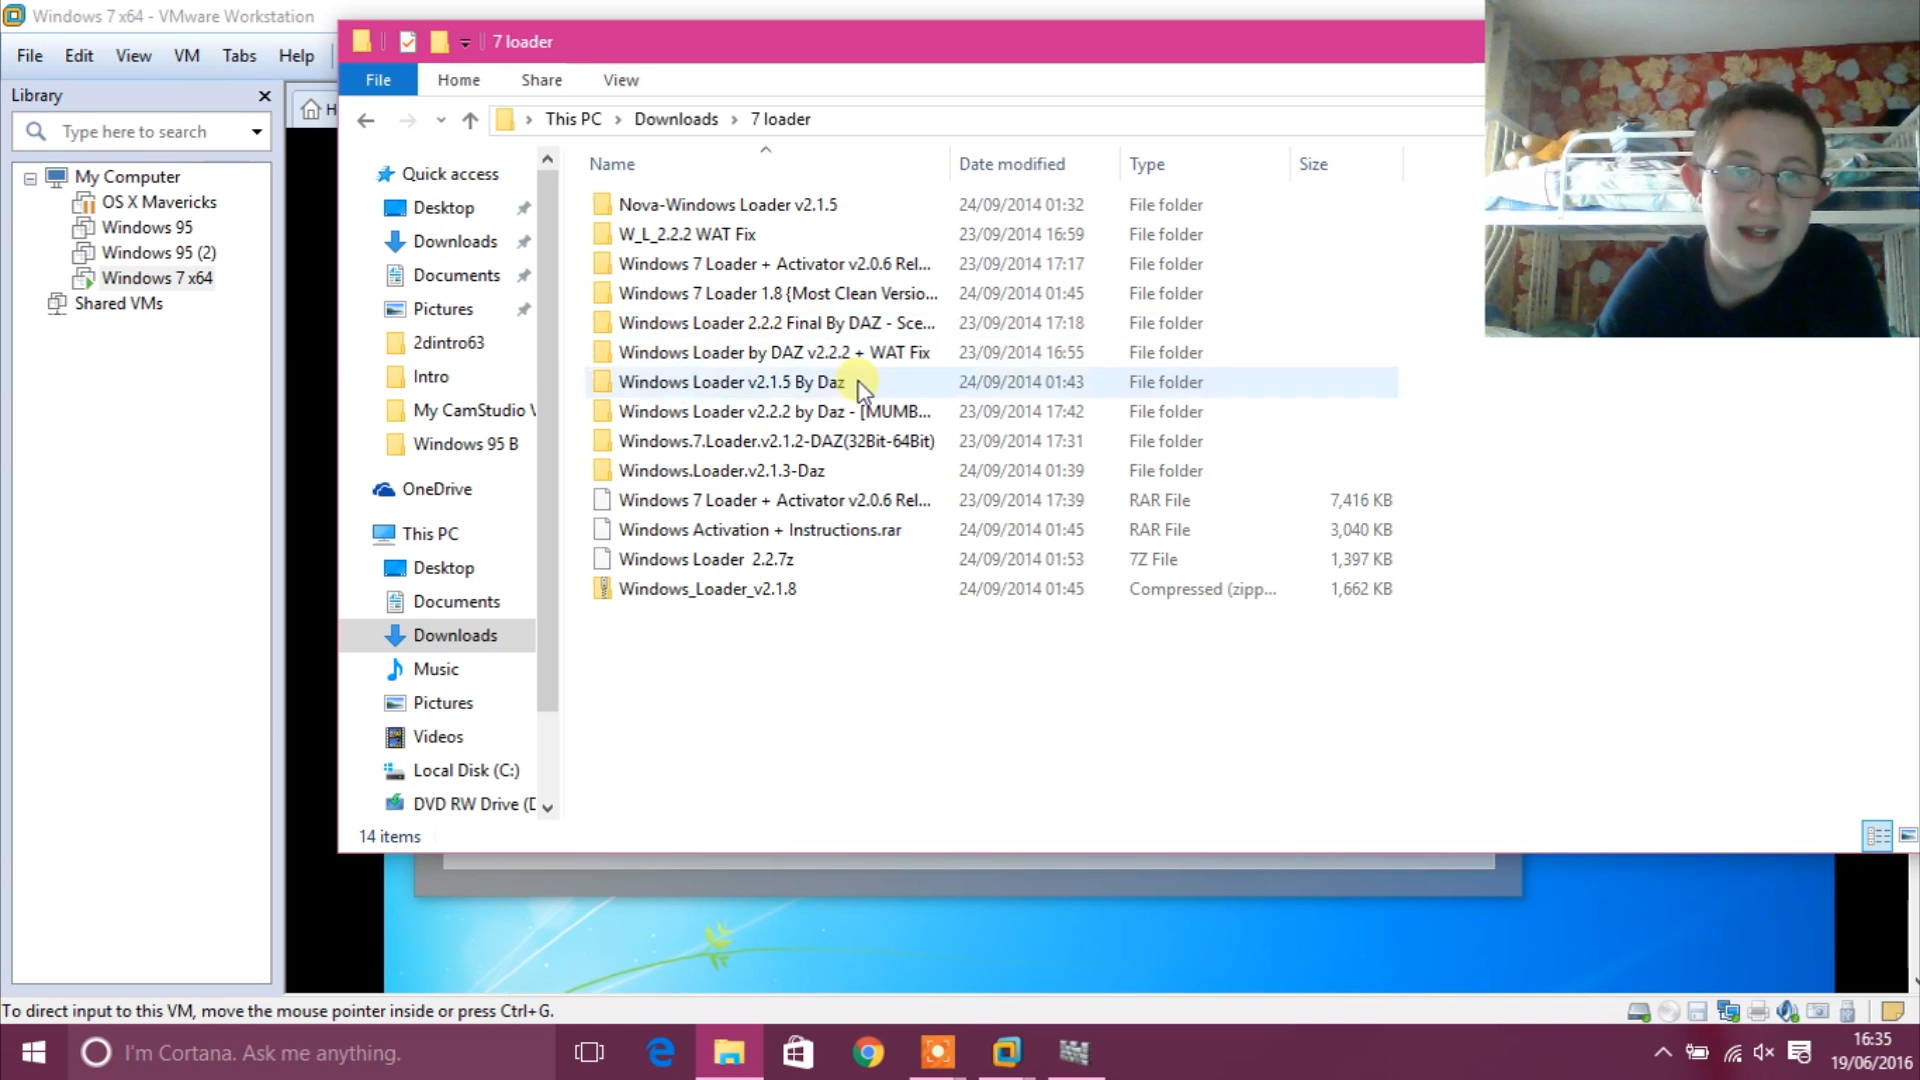 Windows 7 x64 - VMware Workstation
File Edit View VM Tabs Help
Library
Type here to search
My Computer
OS X Mavericks
Windows 95
Windows 95 (2)
Windows 7 x64
Shared VMs
H
7 loader
File Home Share View
This PC > Downloads > 7 loader
Quick access
Desktop
Downloads
Documents
Pictures
2dintro63
Intro
My CamStudio V
Windows 95 B
OneDrive
This PC
Desktop
Documents
Downloads
Music
Pictures
Videos
Local Disk (C:)
DVD RW Drive (D
Name Date modified Type Size
Nova-Windows Loader v2.1.5 24/09/2014 01:32 File folder
W_L_2.2.2 WAT Fix 23/09/2014 16:59 File folder
Windows 7 Loader + Activator v2.0.6 Rel... 23/09/2014 17:17 File folder
Windows 7 Loader 1.8 {Most Clean Versio... 24/09/2014 01:45 File folder
Windows Loader 2.2.2 Final By DAZ - Sce... 23/09/2014 17:18 File folder
Windows Loader by DAZ v2.2.2 + WAT Fix 23/09/2014 16:55 File folder
Windows Loader v2.1.5 By Daz 24/09/2014 01:43 File folder
Windows Loader v2.2.2 by Daz - [MUMB... 23/09/2014 17:42 File folder
Windows.7.Loader.v2.1.2-DAZ(32Bit-64Bit) 23/09/2014 17:31 File folder
Windows.Loader.v2.1.3-Daz 24/09/2014 01:39 File folder
Windows 7 Loader + Activator v2.0.6 Rel... 23/09/2014 17:39 RAR File 7,416 KB
Windows Activation + Instructions.rar 24/09/2014 01:45 RAR File 3,040 KB
Windows Loader 2.2.7z 24/09/2014 01:53 7Z File 1,397 KB
Windows_Loader_v2.1.8 24/09/2014 01:45 Compressed (zipp... 1,662 KB
14 items
To direct input to this VM, move the mouse pointer inside or press Ctrl+G.
I'm Cortana. Ask me anything.
16:35
19/06/2016